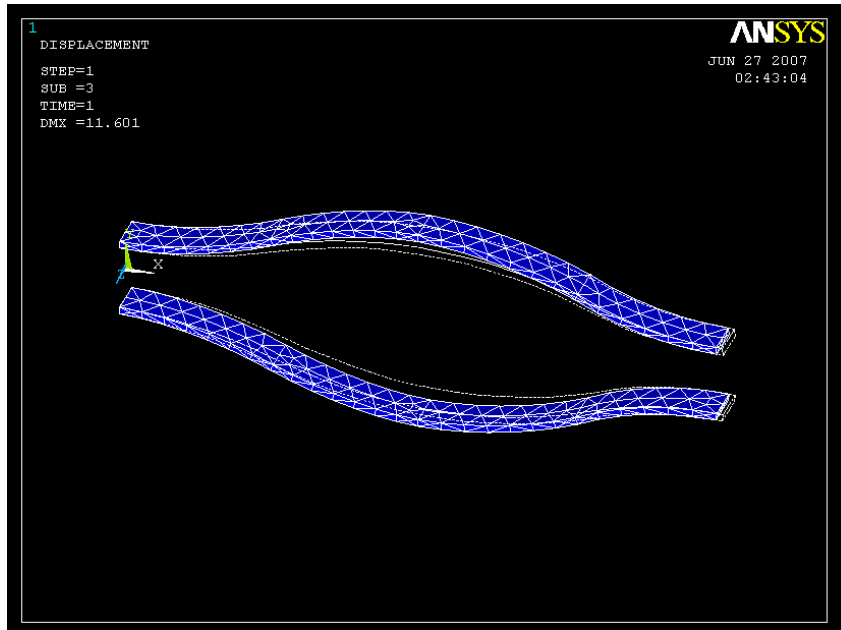 1
DISPLACEMENT
STEP=1
SUB =3
TIME=1
DMX =11.601
ANSYS
JUN 27 2007
02:43:04
X
Z